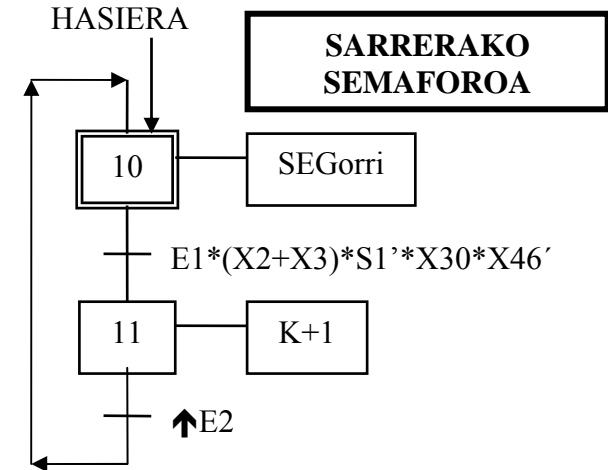 HASIERA
SARRERAKO
SEMAFOROA
10
SEGorri
E1*(X2+X3)*S1’*X30*X46´
11
K+1
🡹E2